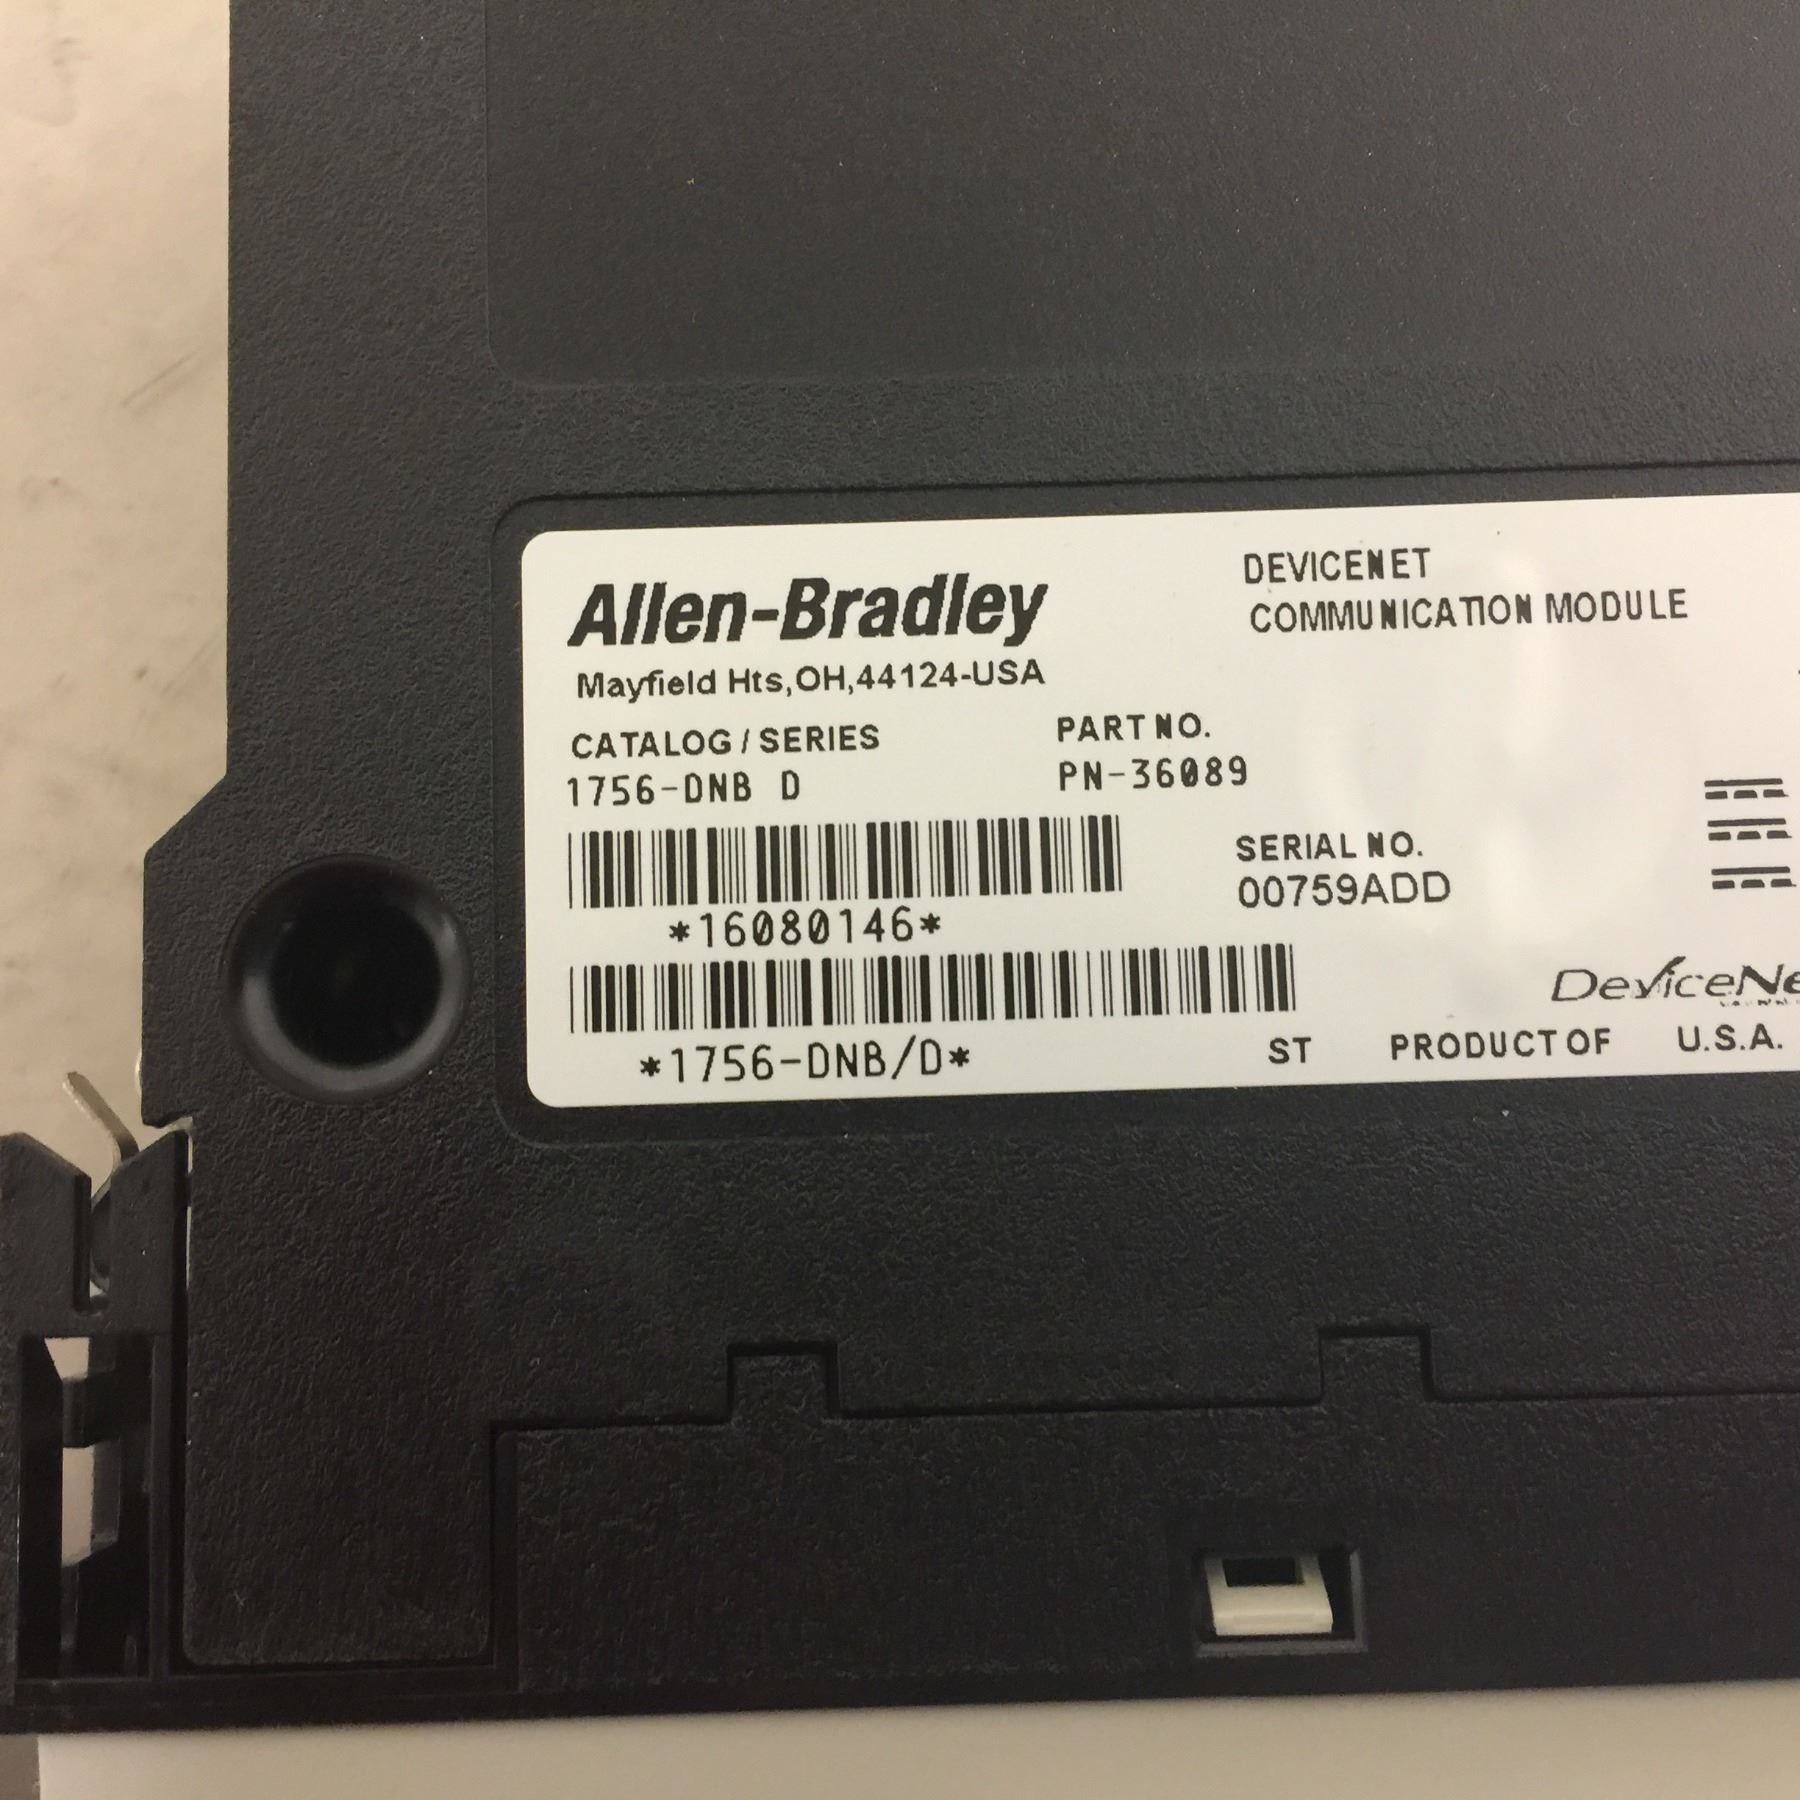 Allen-Bradley
Mayfield Hts,OH,44124-USA
DEVICENET
COMMUNICATION MODULE
CATALOG / SERIES
1756-DNB D
PART NO.
PN-36089
SERIAL NO.
00759ADD
*16080146*
*1756-DNB/D*
DeviceNe
ST PRODUCT OF U.S.A.